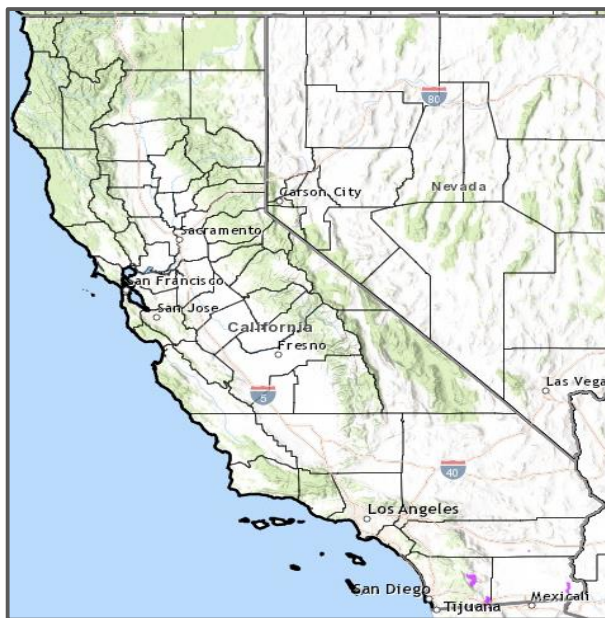 80
Carson City
Nevada
Sacramento
San Francisco
San Jose
California
Fresno
5
Las Vega
40
Los Angeles
San Diego
Mexicali
Tijuana